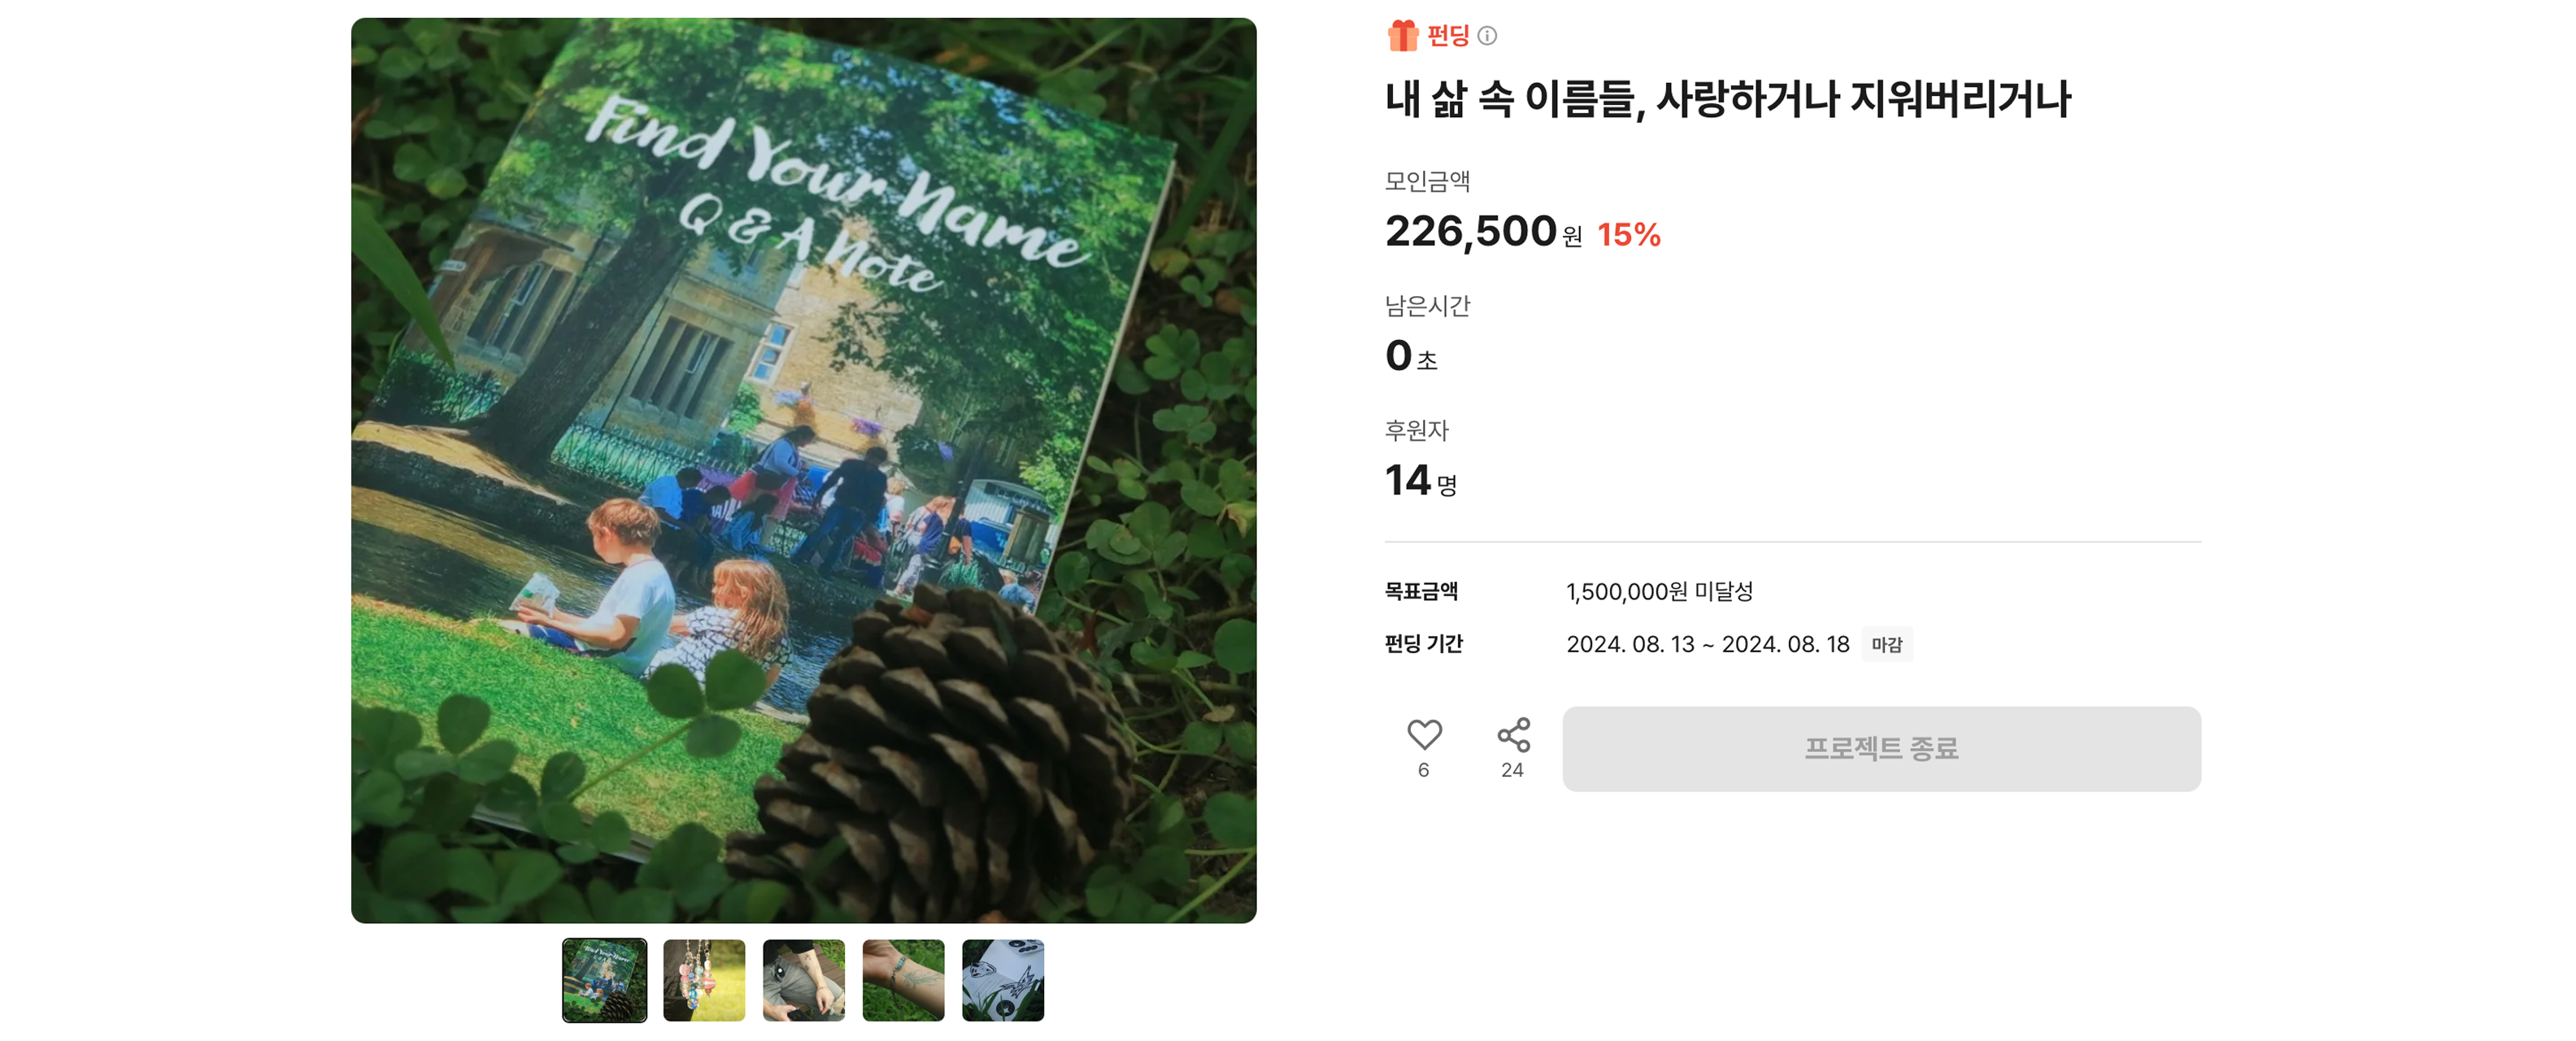 Find Your Name
Q & A Note
펀딩
내 삶 속 이름들, 사랑하거나 지워버리거나
모인금액
226,500원 15%
남은시간
0초
후원자
14명
목표금액 1,500,000원 미달성
펀딩 기간 2024. 08. 13 ~ 2024. 08. 18 마감
6 24 프로젝트 종료